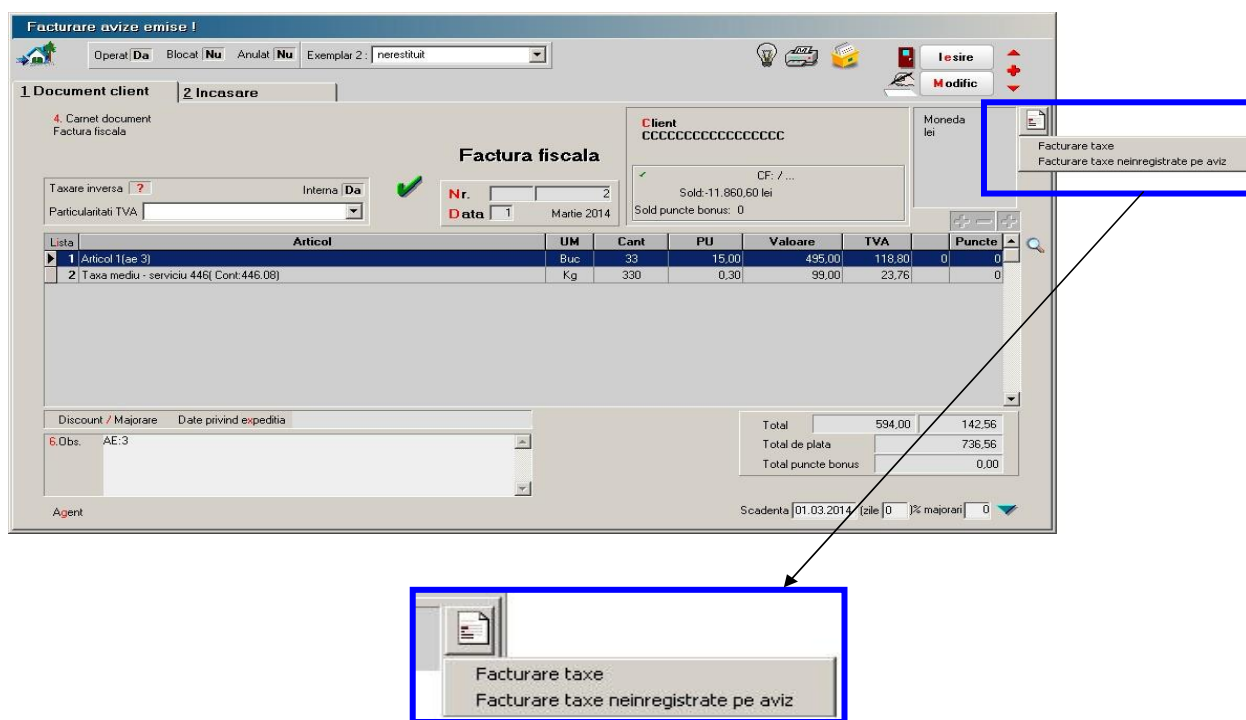 Facturare avize emise !
Operat Da Blocat Nu Anulat Nu Exemplar 2 : nerestituit
Iesire
Modific
1 Document client 2 Incasare
4. Carnet document
Factura fiscala
Factura fiscala
Client
CCCCCCCCCCCCCCCCC
Moneda
lei
Facturare taxe
Facturare taxe neinregistrate pe aviz
CF: / ...
Sold:-11.860,60 lei
Sold puncte bonus: 0
Taxare inversa ? Interna Da
Particularitati TVA
Nr. 2
Data 1 Martie 2014
Lista Articol UM Cant PU Valoare TVA Puncte
1 Articol 1(ae 3) Buc 33 15,00 495,00 118,80 0 0
2 Taxa mediu - serviciu 446( Cont:446.08) Kg 330 0,30 99,00 23,76 0
Discount / Majorare Date privind expeditia
6.Obs. AE:3
Total 594,00 142,56
Total de plata 736,56
Total puncte bonus 0,00
Agent
Scadenta 01.03.2014 (zile 0 )% majorari 0
Facturare taxe
Facturare taxe neinregistrate pe aviz